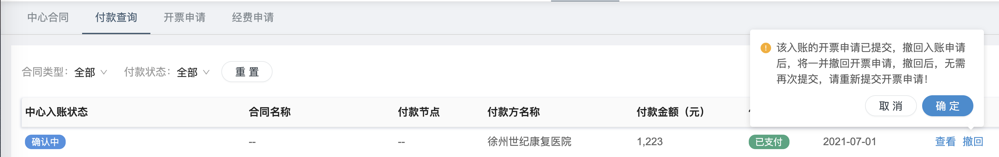 中心合同 付款查询 开票申请 经费申请
该入账的开票申请已提交，撤回入账申请
后，将一并撤回开票申请，撤回后，无需
再次提交，请重新提交开票申请！
取 消 确 定
合同类型： 全部 付款状态： 全部 重 置
中心入账状态 合同名称 付款节点 付款方名称 付款金额（元）
确认中 -- -- 徐州世纪康复医院 1,223 已支付 2021-07-01 查看 撤回